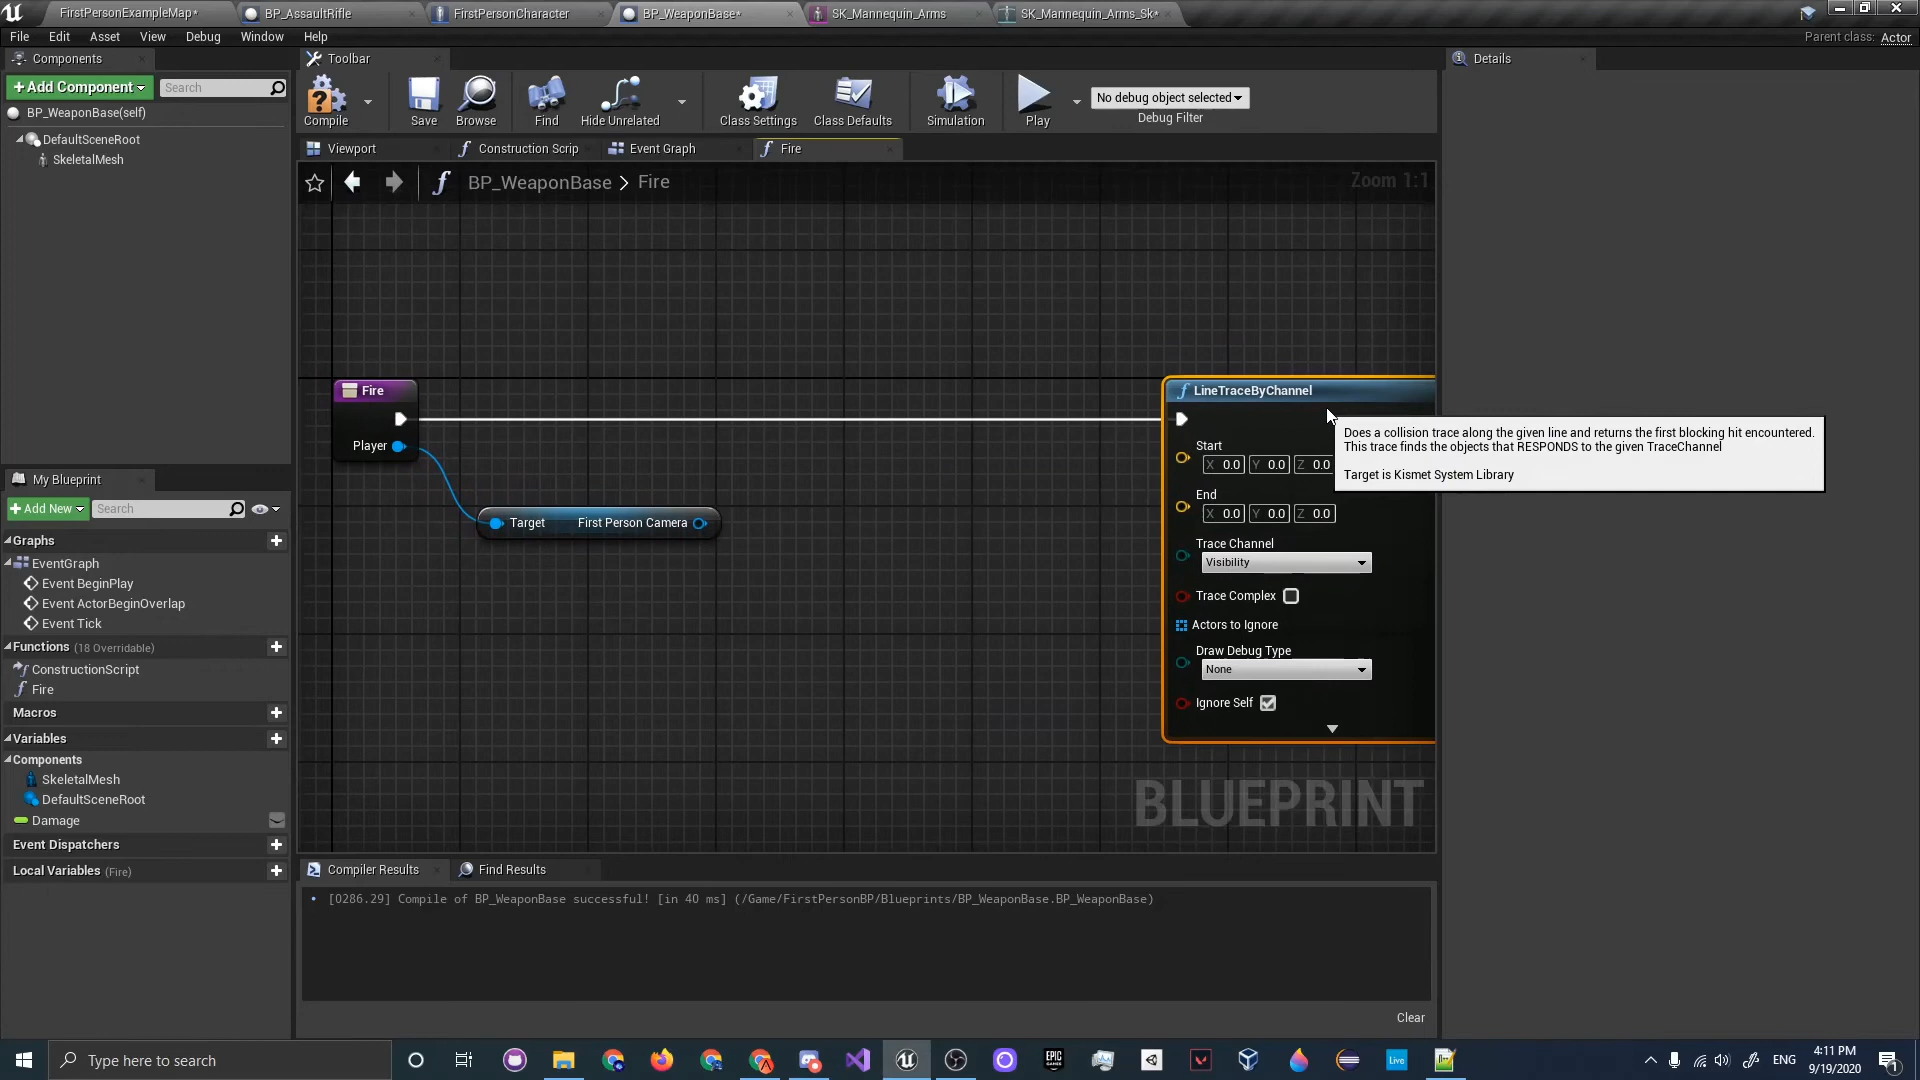 FirstPersonExampleMap*
BP_AssaultRifle
FirstPersonCharacter
BP_WeaponBase*
SK_Mannequin_Arms
SK_Mannequin_Arms_Sk*
File Edit Asset View Debug Window Help
Parent class: Actor
Components
Toolbar
Details
+Add Component
Search
BP_WeaponBase(self)
DefaultSceneRoot
SkeletalMesh
Compile
Save
Browse
Find
Hide Unrelated
Class Settings
Class Defaults
Simulation
Play
No debug object selected
Debug Filter
Viewport
Construction Scrip
Event Graph
Fire
BP_WeaponBase > Fire
Zoom 1:1
Fire
Player
Target First Person Camera
LineTraceByChannel
Start
X 0.0 Y 0.0 Z 0.0
End
X 0.0 Y 0.0 Z 0.0
Trace Channel
Visibility
Trace Complex
Actors to Ignore
Draw Debug Type
None
Ignore Self
Does a collision trace along the given line and returns the first blocking hit encountered.
This trace finds the objects that RESPONDS to the given TraceChannel
Target is Kismet System Library
BLUEPRINT
My Blueprint
+Add New
Search
Graphs
EventGraph
Event BeginPlay
Event ActorBeginOverlap
Event Tick
Functions (18 Overridable)
ConstructionScript
Fire
Macros
Variables
Components
SkeletalMesh
DefaultSceneRoot
Damage
Event Dispatchers
Local Variables (Fire)
Compiler Results
Find Results
[0286.29] Compile of BP_WeaponBase successful! [in 40 ms] (/Game/FirstPersonBP/Blueprints/BP_WeaponBase.BP_WeaponBase)
Clear
Type here to search
EPIC GAMES
Live
ENG
4:11 PM
9/19/2020
1